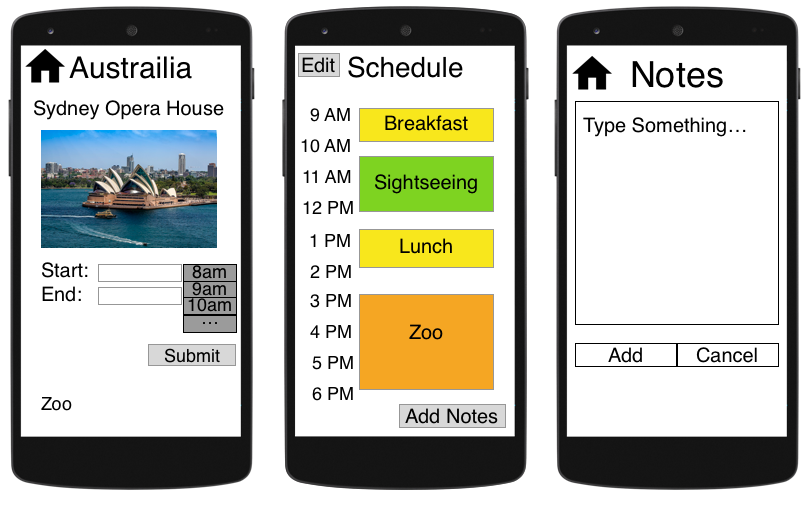 Austrailia
Sydney Opera House
Start:
End:
8am
9am
10am
...
Submit
Zoo
Edit
Schedule
9 AM
Breakfast
10 AM
11 AM
Sightseeing
12 PM
1 PM
Lunch
2 PM
3 PM
4 PM
Zoo
5 PM
6 PM
Add Notes
Notes
Type Something...
Add
Cancel